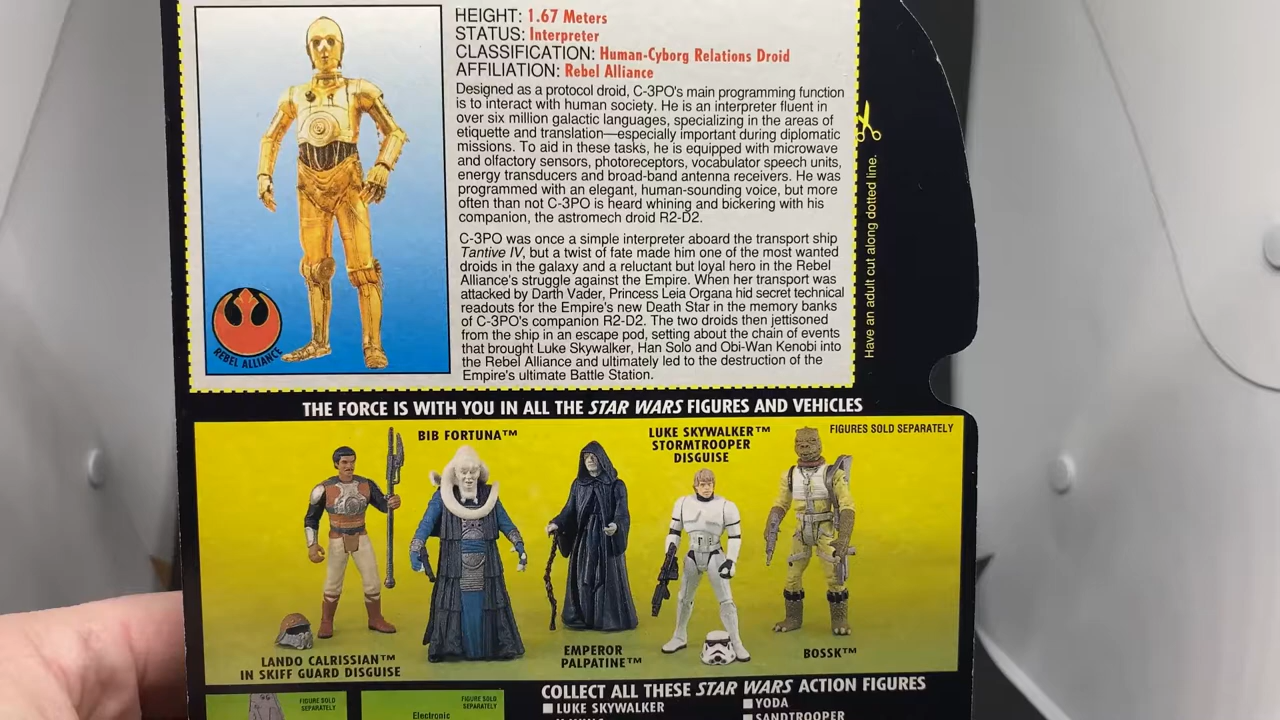 HEIGHT: 1.67 Meters
STATUS: Interpreter
CLASSIFICATION: Human-Cyborg Relations Droid
AFFILIATION: Rebel Alliance
Designed as a protocol droid, C-3PO's main programming function
is to interact with human society. He is an interpreter fluent in
over six million galactic languages, specializing in the areas of
etiquette and translation—especially important during diplomatic
missions. To aid in these tasks, he is equipped with microwave
and olfactory sensors, photoreceptors, vocabulator speech units,
energy transducers and broad-band antenna receivers. He was
programmed with an elegant, human-sounding voice, but more
often than not C-3PO is heard whining and bickering with his
companion, the astromech droid R2-D2.
C-3PO was once a simple interpreter aboard the transport ship
Tantive IV, but a twist of fate made him one of the most wanted
droids in the galaxy and a reluctant but loyal hero in the Rebel
Alliance's struggle against the Empire. When her transport was
attacked by Darth Vader, Princess Leia Organa hid secret technical
readouts for the Empire's new Death Star in the memory banks
of C-3PO's companion R2-D2. The two droids then jettisoned
from the ship in an escape pod, setting about the chain of events
that brought Luke Skywalker, Han Solo and Obi-Wan Kenobi into
the Rebel Alliance and ultimately led to the destruction of the
Empire's ultimate Battle Station.
REBEL ALLIANCE
Have an adult cut along dotted line.
THE FORCE IS WITH YOU IN ALL THE STAR WARS FIGURES AND VEHICLES
FIGURES SOLD SEPARATELY
BIB FORTUNA™
LUKE SKYWALKER™
STORMTROOPER
DISGUISE
LANDO CALRISSIAN™
IN SKIFF GUARD DISGUISE
EMPEROR
PALPATINE™
BOSSK™
FIGURE SOLD
SEPARATELY
FIGURE SOLD
SEPARATELY
Electronic
COLLECT ALL THESE STAR WARS ACTION FIGURES
LUKE SKYWALKER
YODA
SANDTROOPER